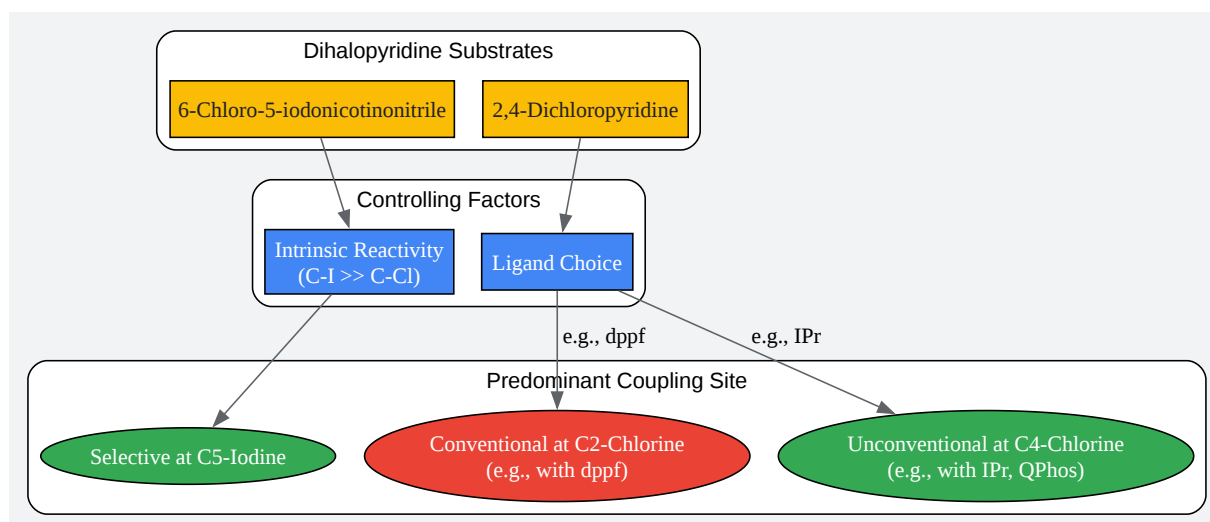 Dihalopyridine Substrates
6-Chloro-5-iodonicotinonitrile
2,4-Dichloropyridine
Controlling Factors
Intrinsic Reactivity
(C-I >> C-Cl)
Ligand Choice
e.g., dppf
e.g., IPr
Predominant Coupling Site
Selective at C5-Iodine
Conventional at C2-Chlorine
(e.g., with dppf)
Unconventional at C4-Chlorine
(e.g., with IPr, QPhos)